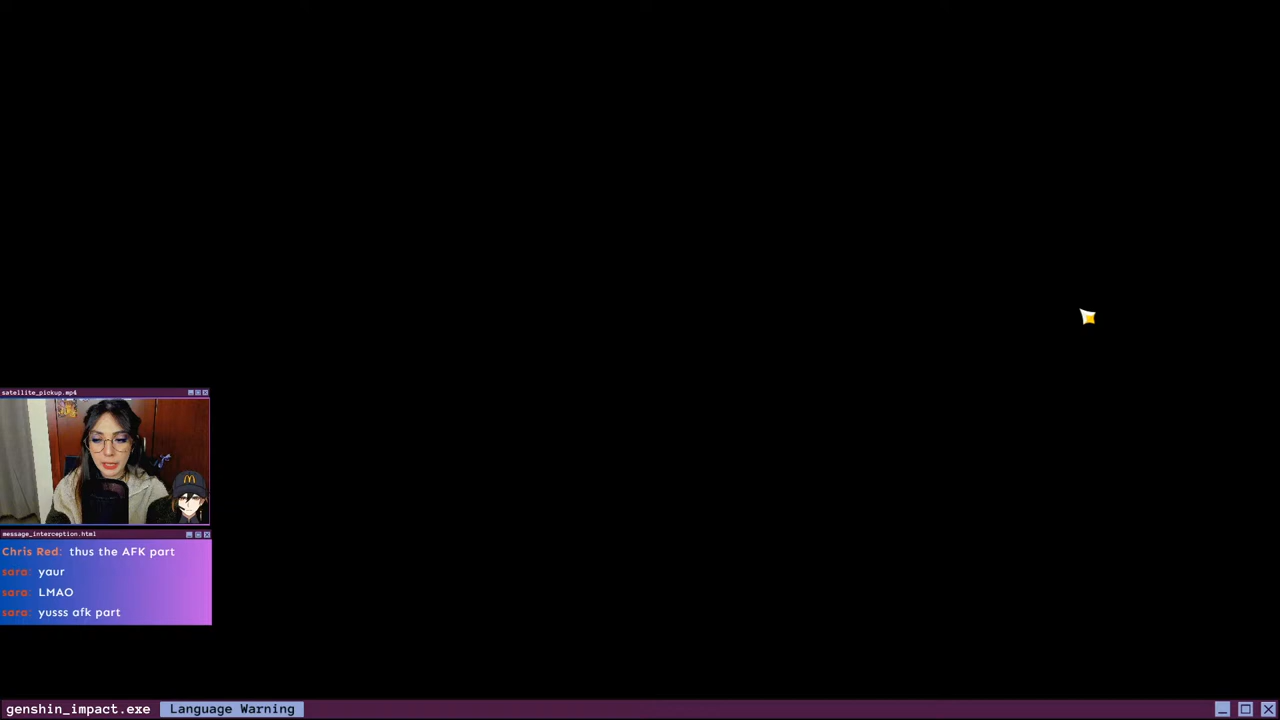 satellite_pickup.mp4
message_interception.html
Chris Red: thus the AFK part
sara: yaur
sara: LMAO
sara: yusss afk part
genshin_impact.exe Language Warning